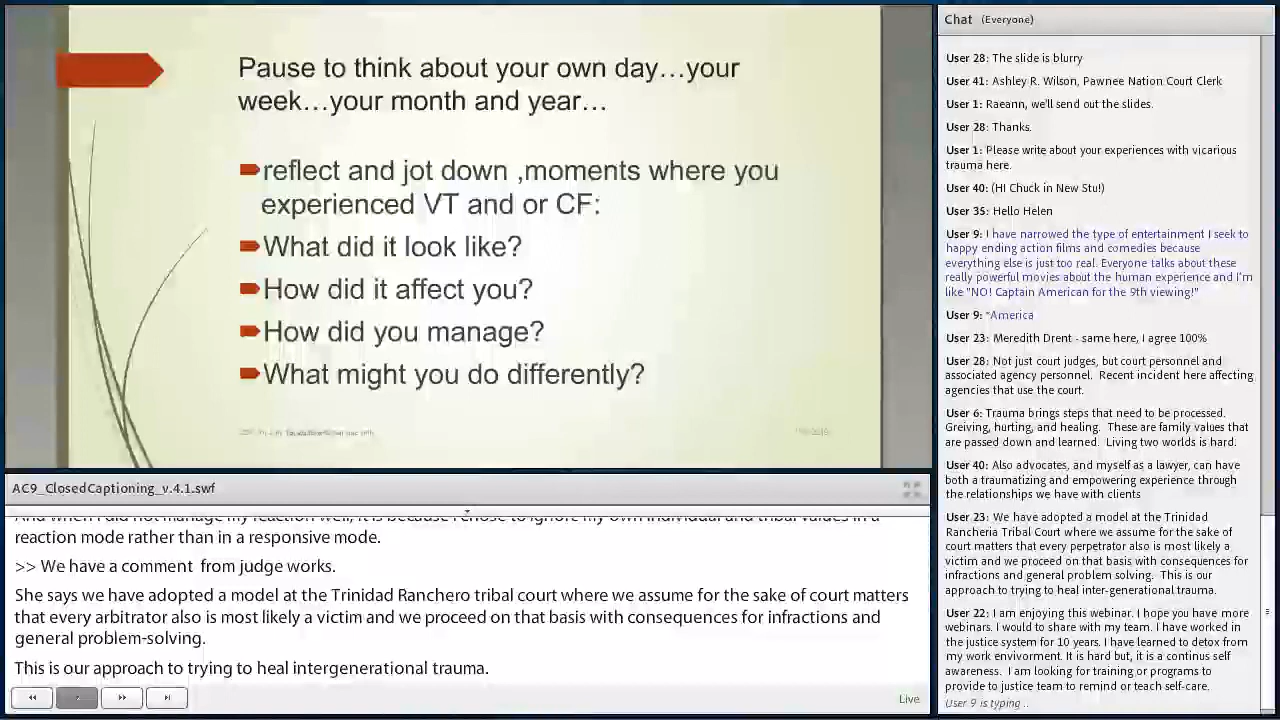 Pause to think about your own day…your
week…your month and year…
reflect and jot down ,moments where you
experienced VT and or CF:
What did it look like?
How did it affect you?
How did you manage?
What might you do differently?
AC9_ClosedCaptioning_v.4.1.swf
And when I did not manage my reaction well, it is because I chose to ignore my own individual and tribal values in a
reaction mode rather than in a responsive mode.
>> We have a comment from judge works.
She says we have adopted a model at the Trinidad Ranchero tribal court where we assume for the sake of court matters
that every arbitrator also is most likely a victim and we proceed on that basis with consequences for infractions and
general problem-solving.
This is our approach to trying to heal intergenerational trauma.
Live
Chat (Everyone)
User 28: The slide is blurry
User 41: Ashley R. Wilson, Pawnee Nation Court Clerk
User 1: Raeann, we'll send out the slides.
User 28: Thanks.
User 1: Please write about your experiences with vicarious
trauma here.
User 40: (HI Chuck in New Stu!)
User 35: Hello Helen
User 9: I have narrowed the type of entertainment I seek to
happy ending action films and comedies because
everything else is just too real. Everyone talks about these
really powerful movies about the human experience and I'm
like "NO! Captain American for the 9th viewing!"
User 9: *America
User 23: Meredith Drent - same here, I agree 100%
User 28: Not just court judges, but court personnel and
associated agency personnel. Recent incident here affecting
agencies that use the court.
User 6: Trauma brings steps that need to be processed.
Greiving, hurting, and healing. These are family values that
are passed down and learned. Living two worlds is hard.
User 40: Also advocates, and myself as a lawyer, can have
both a traumatizing and empowering experience through
the relationships we have with clients
User 23: We have adopted a model at the Trinidad
Rancheria Tribal Court where we assume for the sake of
court matters that every perpetrator also is most likely a
victim and we proceed on that basis with consequences for
infractions and general problem solving. This is our
approach to trying to heal inter-generational trauma.
User 22: I am enjoying this webinar. I hope you have more
webinars. I would to share with my team. I have worked in
the justice system for 10 years. I have learned to detox from
my work enviorment. It is hard but, it is a continus self
awareness. I am looking for training or programs to
provide to justice team to remind or teach self-care.
User 9 is typing ..